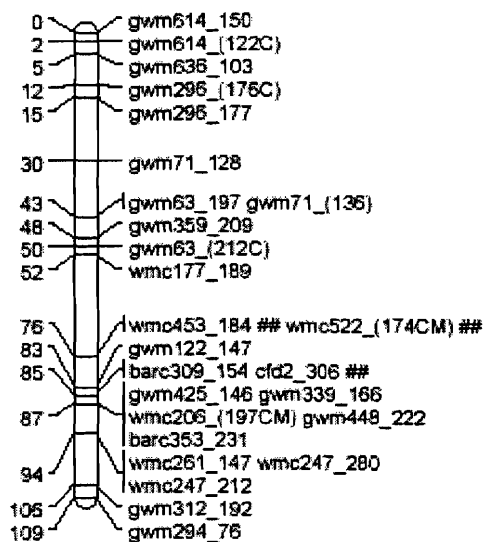 0 gwm614_150
2 gwm614_(122C)
5 gwm636_103
12 gwm296_(176C)
15 gwm296_177
30 gwm71_128
43 gwm63_197 gwm71_(136)
48 gwm359_209
50 gwm63_(212C)
52 wmc177_189
76 wmc453_184 ## wmc522_(174CM) ##
83 gwm122_147
85 barc309_154 cfd2_306 ##
gwm425_146 gwm339_166
87 wmc206_(197CM) gwm448_222
barc353_231
94 wmc261_147 wmc247_280
wmc247_212
106 gwm312_192
109 gwm294_76